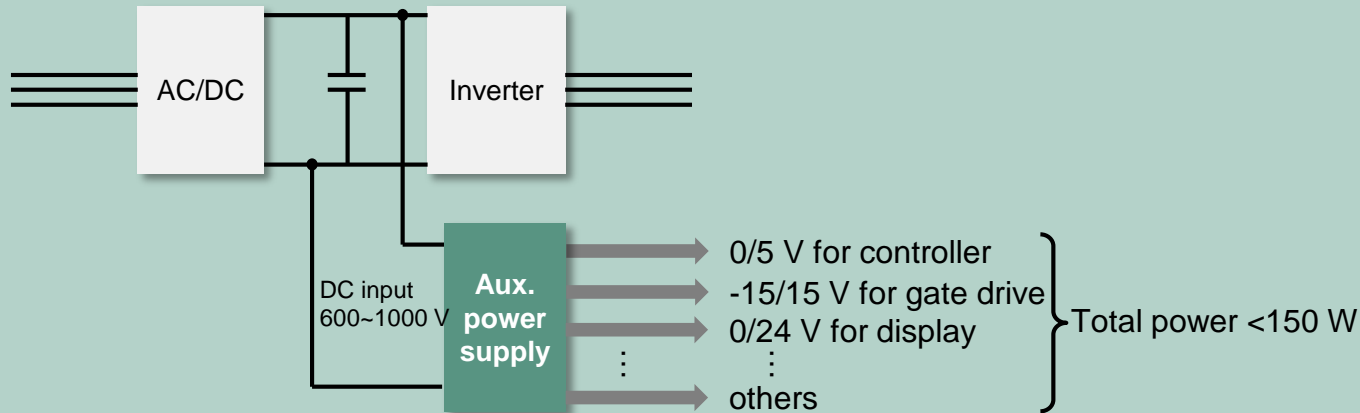 AC/DC
Inverter
DC input
600~1000 V
Aux.
power
supply
0/5 V for controller
-15/15 V for gate drive
0/24 V for display
⋮ ⋮
others
Total power <150 W